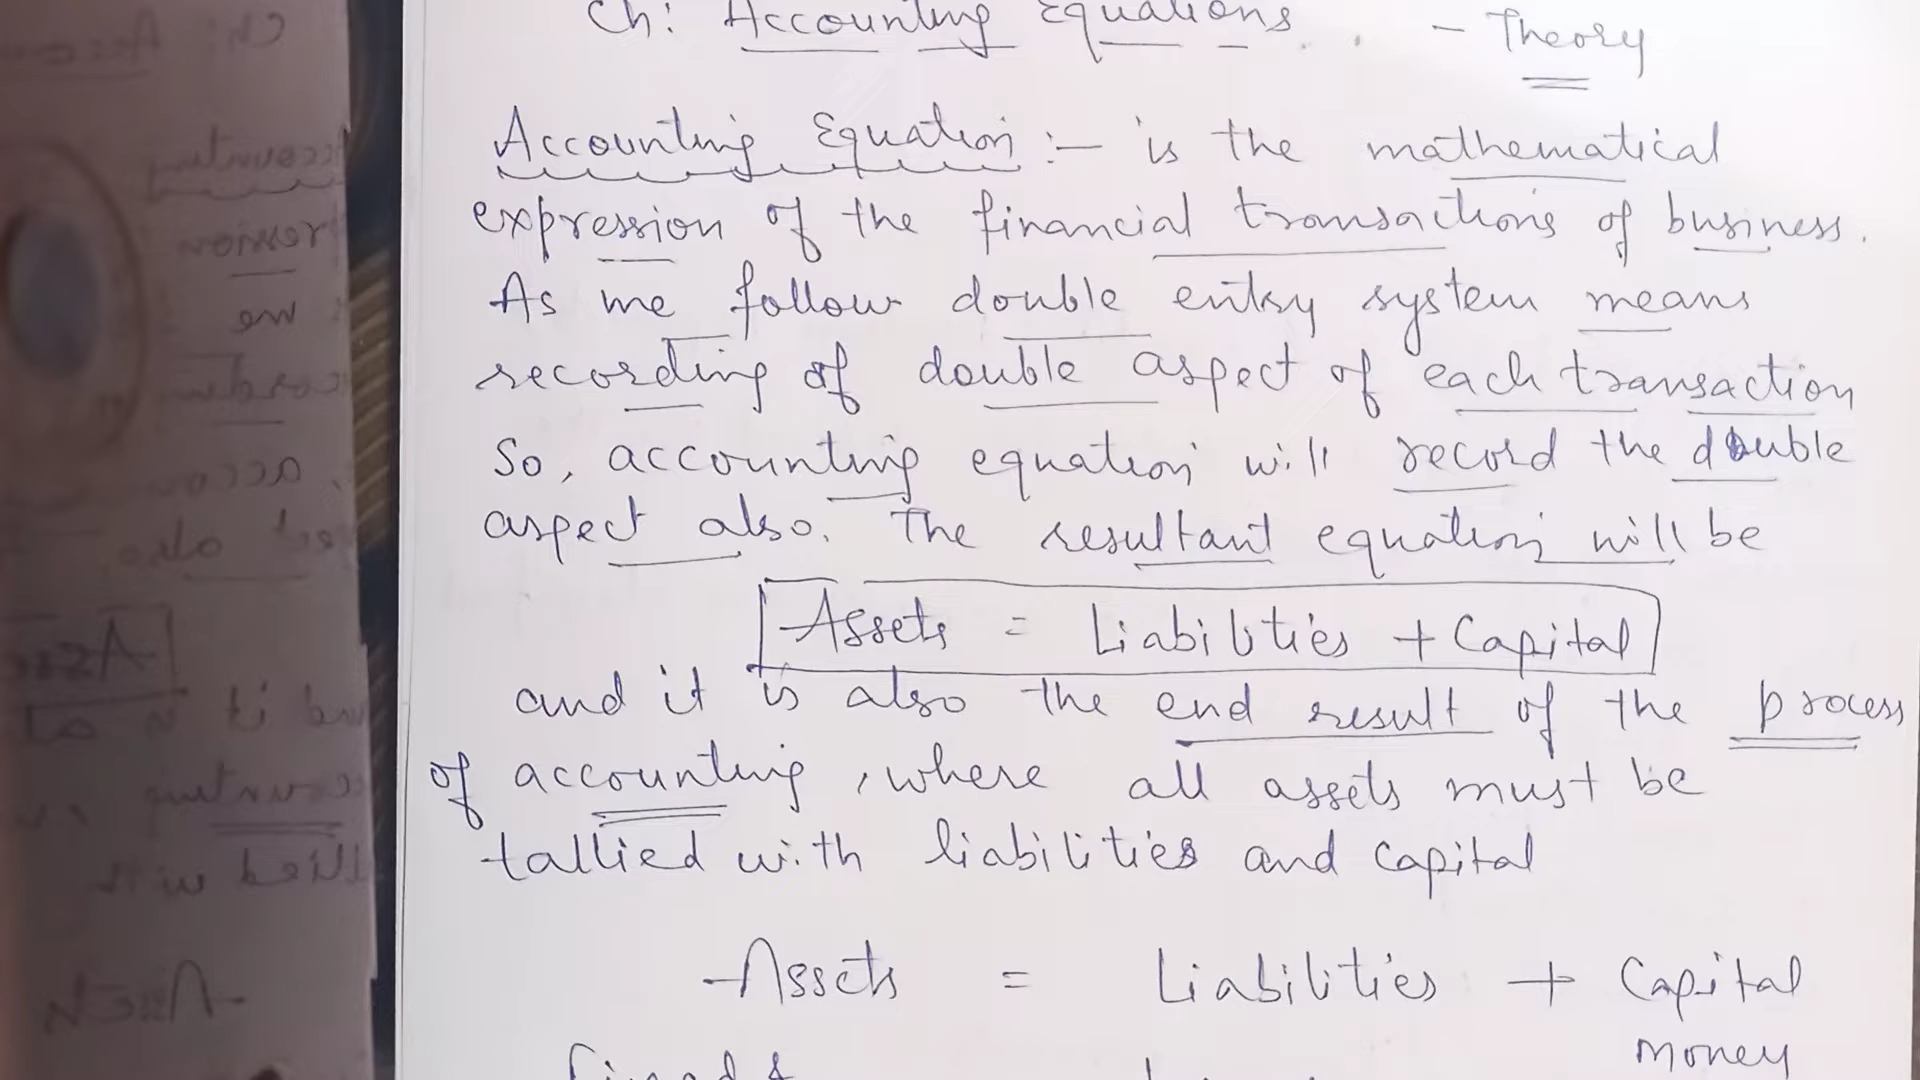 Ch: Accounting Equations. - Theory
Accounting Equation :- is the mathematical
expression of the financial transactions of business.
As we follow double entry system means
recording of double aspect of each transaction
So, accounting equation will record the double
aspect also. The resultant equation will be
Assets = Liabilities + Capital
and it is also the end result of the process
of accounting, where all assets must be
tallied with liabilities and capital
Assets = Liabilities + Capital
Money